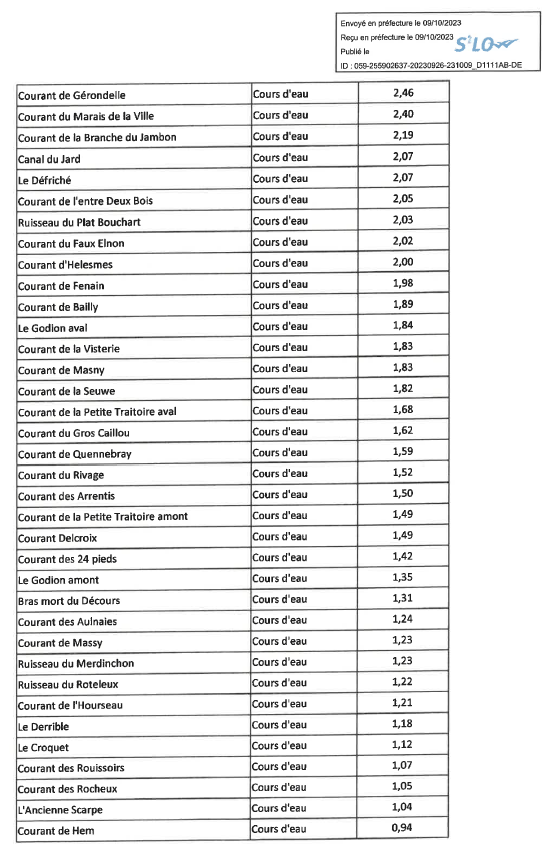 Envoyé en préfecture le 09/10/2023
Reçu en préfecture le 09/10/2023
S²LO
Publié le
ID : 059-255902637-20230926-231009_D1111AB-DE
Courant de Gérondelle Cours d'eau 2,46
Courant du Marais de la Ville Cours d'eau 2,40
Courant de la Branche du Jambon Cours d'eau 2,19
Canal du Jard Cours d'eau 2,07
Le Défriché Cours d'eau 2,07
Courant de l'entre Deux Bois Cours d'eau 2,05
Ruisseau du Plat Bouchart Cours d'eau 2,03
Courant du Faux Elnon Cours d'eau 2,02
Courant d'Helesmes Cours d'eau 2,00
Courant de Fenain Cours d'eau 1,98
Courant de Bailly Cours d'eau 1,89
Le Godion aval Cours d'eau 1,84
Courant de la Visterie Cours d'eau 1,83
Courant de Masny Cours d'eau 1,83
Courant de la Seuwe Cours d'eau 1,82
Courant de la Petite Traitoire aval Cours d'eau 1,68
Courant du Gros Caillou Cours d'eau 1,62
Courant de Quennebray Cours d'eau 1,59
Courant du Rivage Cours d'eau 1,52
Courant des Arrentis Cours d'eau 1,50
Courant de la Petite Traitoire amont Cours d'eau 1,49
Courant Delcroix Cours d'eau 1,49
Courant des 24 pieds Cours d'eau 1,42
Le Godion amont Cours d'eau 1,35
Bras mort du Décours Cours d'eau 1,31
Courant des Aulnaies Cours d'eau 1,24
Courant de Massy Cours d'eau 1,23
Ruisseau du Merdinchon Cours d'eau 1,23
Ruisseau du Roteleux Cours d'eau 1,22
Courant de l'Hourseau Cours d'eau 1,21
Le Derrible Cours d'eau 1,18
Le Croquet Cours d'eau 1,12
Courant des Rouissoirs Cours d'eau 1,07
Courant des Rocheux Cours d'eau 1,05
L'Ancienne Scarpe Cours d'eau 1,04
Courant de Hem Cours d'eau 0,94